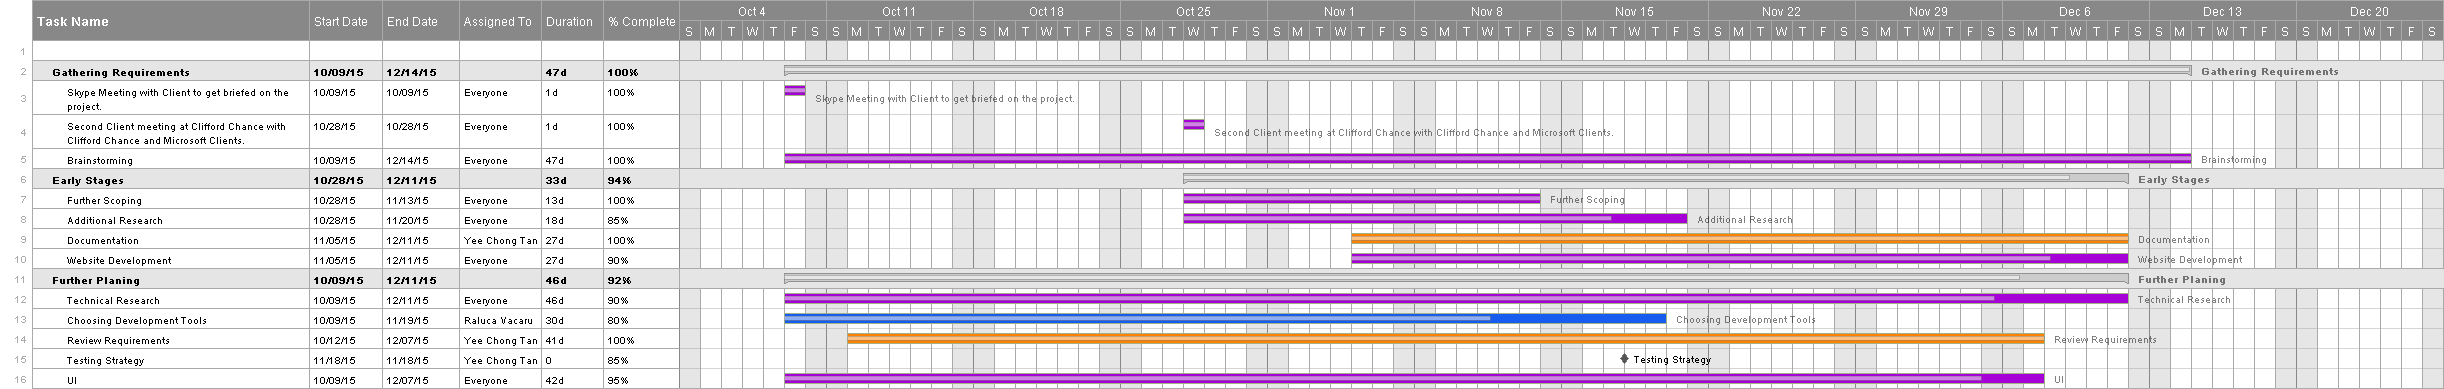 Task Name Start Date End Date Assigned To Duration % Complete Oct 4 Oct 11 Oct 18 Oct 25 Nov 1 Nov 8 Nov 15 Nov 22 Nov 29 Dec 6 Dec 13 Dec 20
S M T W T F S S M T W T F S S M T W T F S S M T W T F S S M T W T F S S M T W T F S S M T W T F S S M T W T F S S M T W T F S S M T W T F S S M T W T F S S M T W T F S
1
2 Gathering Requirements 10/09/15 12/14/15 47d 100% Gathering Requirements
3 Skype Meeting with Client to get briefed on the 10/09/15 10/09/15 Everyone 1d 100% Skype Meeting with Client to get briefed on the project.
project.
4 Second Client meeting at Clifford Chance with 10/28/15 10/28/15 Everyone 1d 100% Second Client meeting at Clifford Chance with Clifford Chance and Microsoft Clients.
Clifford Chance and Microsoft Clients.
5 Brainstorming 10/09/15 12/14/15 Everyone 47d 100% Brainstorming
6 Early Stages 10/28/15 12/11/15 33d 94% Early Stages
7 Further Scoping 10/28/15 11/13/15 Everyone 13d 100% Further Scoping
8 Additional Research 10/28/15 11/20/15 Everyone 18d 85% Additional Research
9 Documentation 11/05/15 12/11/15 Yee Chong Tan 27d 100% Documentation
10 Website Development 11/05/15 12/11/15 Everyone 27d 90% Website Development
11 Further Planing 10/09/15 12/11/15 46d 92% Further Planing
12 Technical Research 10/09/15 12/11/15 Everyone 46d 90% Technical Research
13 Choosing Development Tools 10/09/15 11/19/15 Raluca Vacaru 30d 80% Choosing Development Tools
14 Review Requirements 10/12/15 12/07/15 Yee Chong Tan 41d 100% Review Requirements
15 Testing Strategy 11/18/15 11/18/15 Yee Chong Tan 0 85% Testing Strategy
16 UI 10/09/15 12/07/15 Everyone 42d 95% UI